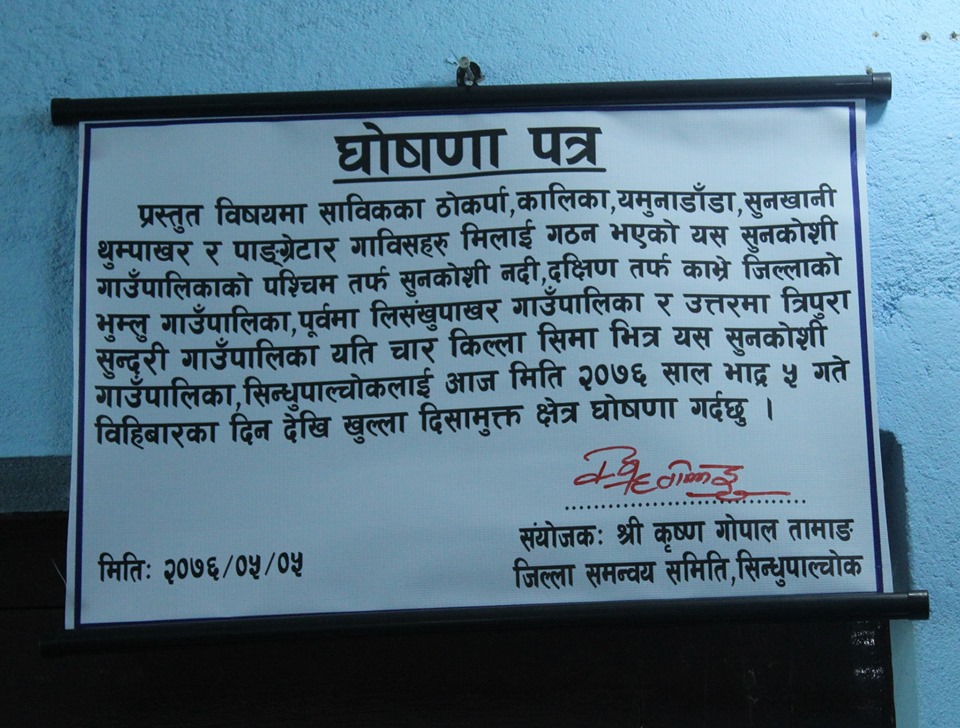 घोषणा पत्र
प्रस्तुत विषयमा साविकका ठोकर्पा,कालिका,यमुनाडाँडा,सुनखानी
थुम्पाखर र पाङ्ग्रेटार गाविसहरु मिलाई गठन भएको यस सुनकोशी
गाउँपालिकाको पश्चिम तर्फ सुनकोशी नदी,दक्षिण तर्फ काभ्रे जिल्लाको
भुम्लु गाउँपालिका,पूर्वमा लिसंखुपाखर गाउँपालिका र उत्तरमा त्रिपुरा
सुन्दरी गाउँपालिका यति चार किल्ला सिमा भित्र यस सुनकोशी
गाउँपालिका,सिन्धुपाल्चोकलाई आज मिति २०७६ साल भाद्र ५ गते
विहिबारका दिन देखि खुल्ला दिसामुक्त क्षेत्र घोषणा गर्दछु ।
संयोजक: श्री कृष्ण गोपाल तामाङ
मिति: २०७६/०५/०५
जिल्ला समन्वय समिति,सिन्धुपाल्चोक